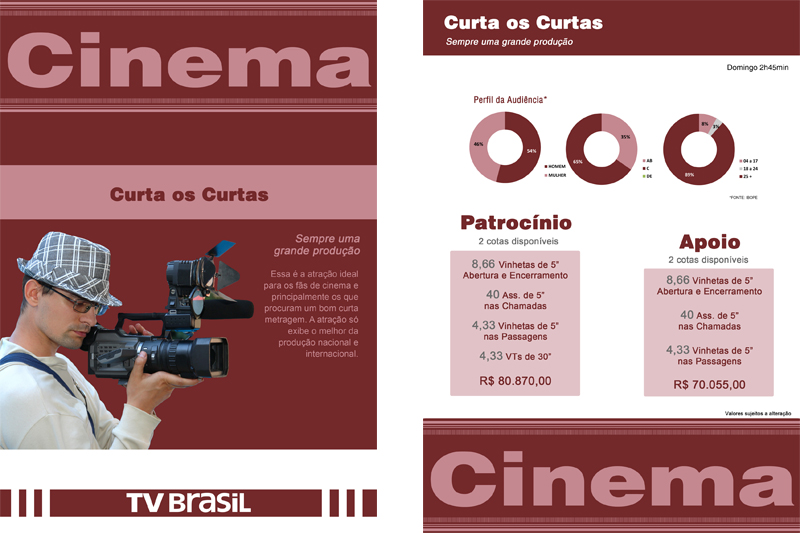 Cinema
Curta os Curtas
Sempre uma
grande produção
Essa é a atração ideal
para os fãs de cinema e
principalmente os que
procuram um bom curta
metragem. A atração só
exibe o melhor da
produção nacional e
internacional.
TV BRASIL
Curta os Curtas
Sempre uma grande produção
Domingo 2h45min
Perfil da Audiência*
46%
54%
HOMEM
MULHER
35%
65%
AB
C
DE
8%
3%
89%
04 a 17
18 a 24
25 +
*FONTE: IBOPE
Patrocínio
2 cotas disponíveis
8,66 Vinhetas de 5”
Abertura e Encerramento
40 Ass. de 5”
nas Chamadas
4,33 Vinhetas de 5”
nas Passagens
4,33 VTs de 30”
R$ 80.870,00
Apoio
2 cotas disponíveis
8,66 Vinhetas de 5”
Abertura e Encerramento
40 Ass. de 5”
nas Chamadas
4,33 Vinhetas de 5”
nas Passagens
R$ 70.055,00
Valores sujeitos a alteração
Cinema